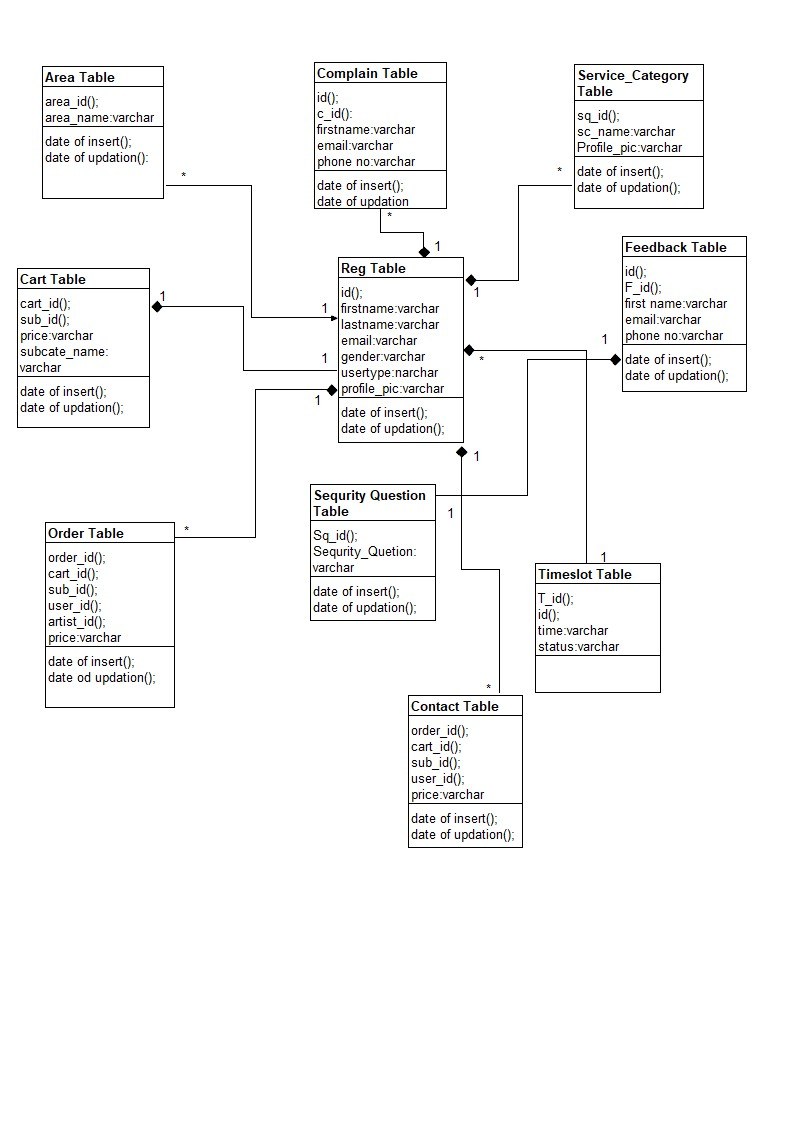 Area Table
area_id();
area_name:varchar
date of insert();
date of updation():
*
Complain Table
id();
c_id():
firstname:varchar
email:varchar
phone no:varchar
date of insert();
date of updation
*
1
Service_Category
Table
sq_id();
sc_name:varchar
Profile_pic:varchar
date of insert();
date of updation();
*
1
Feedback Table
id();
F_id();
first name:varchar
email:varchar
phone no:varchar
date of insert();
date of updation();
1
Cart Table
cart_id();
sub_id();
price:varchar
subcate_name:
varchar
date of insert();
date of updation();
1
Reg Table
id();
firstname:varchar
lastname:varchar
email:varchar
gender:varchar
usertype:narchar
profile_pic:varchar
date of insert();
date of updation();
1
1
1
*
1
Sequrity Question
Table
Sq_id();
Sequrity_Quetion:
varchar
date of insert();
date of updation();
1
Order Table
order_id();
cart_id();
sub_id();
user_id();
artist_id();
price:varchar
date of insert();
date od updation();
*
1
Timeslot Table
T_id();
id();
time:varchar
status:varchar
*
Contact Table
order_id();
cart_id();
sub_id();
user_id();
price:varchar
date of insert();
date of updation();